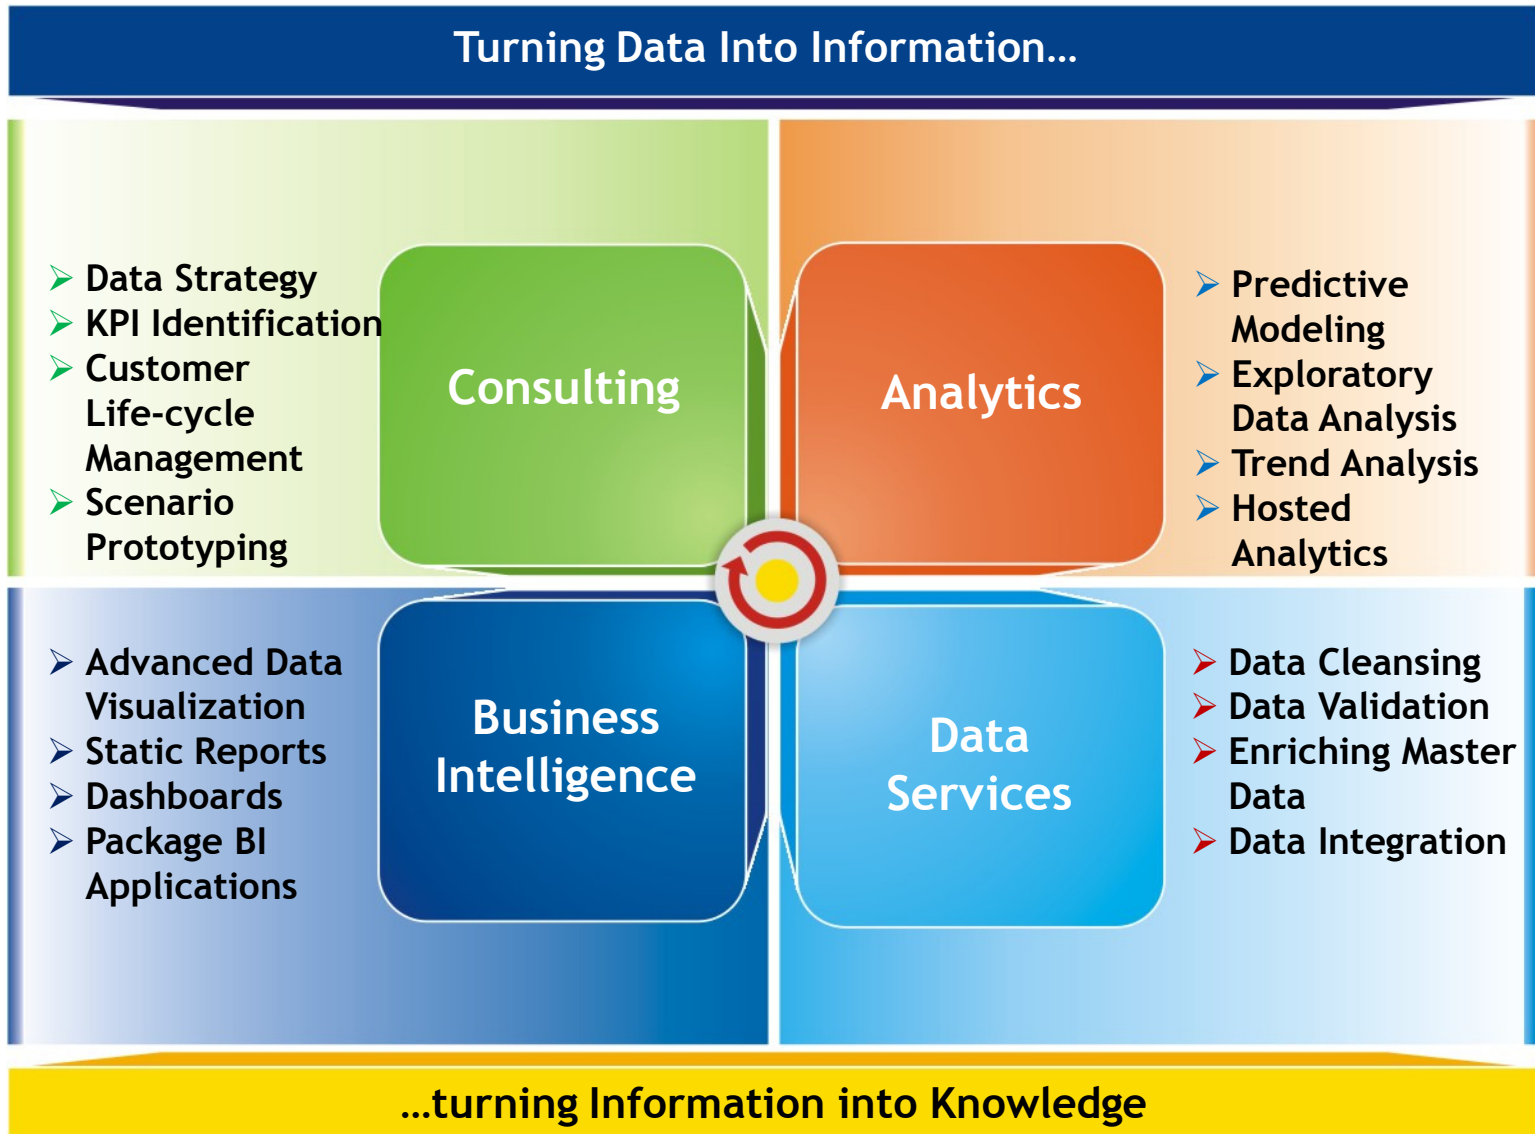 Turning Data Into Information…
➢ Data Strategy
➢ KPI Identification
➢ Customer
Life-cycle
Management
➢ Scenario
Prototyping
Consulting
Analytics
➢ Predictive
Modeling
➢ Exploratory
Data Analysis
➢ Trend Analysis
➢ Hosted
Analytics
➢ Advanced Data
Visualization
➢ Static Reports
➢ Dashboards
➢ Package BI
Applications
Business
Intelligence
Data
Services
➢ Data Cleansing
➢ Data Validation
➢ Enriching Master
Data
➢ Data Integration
…turning Information into Knowledge